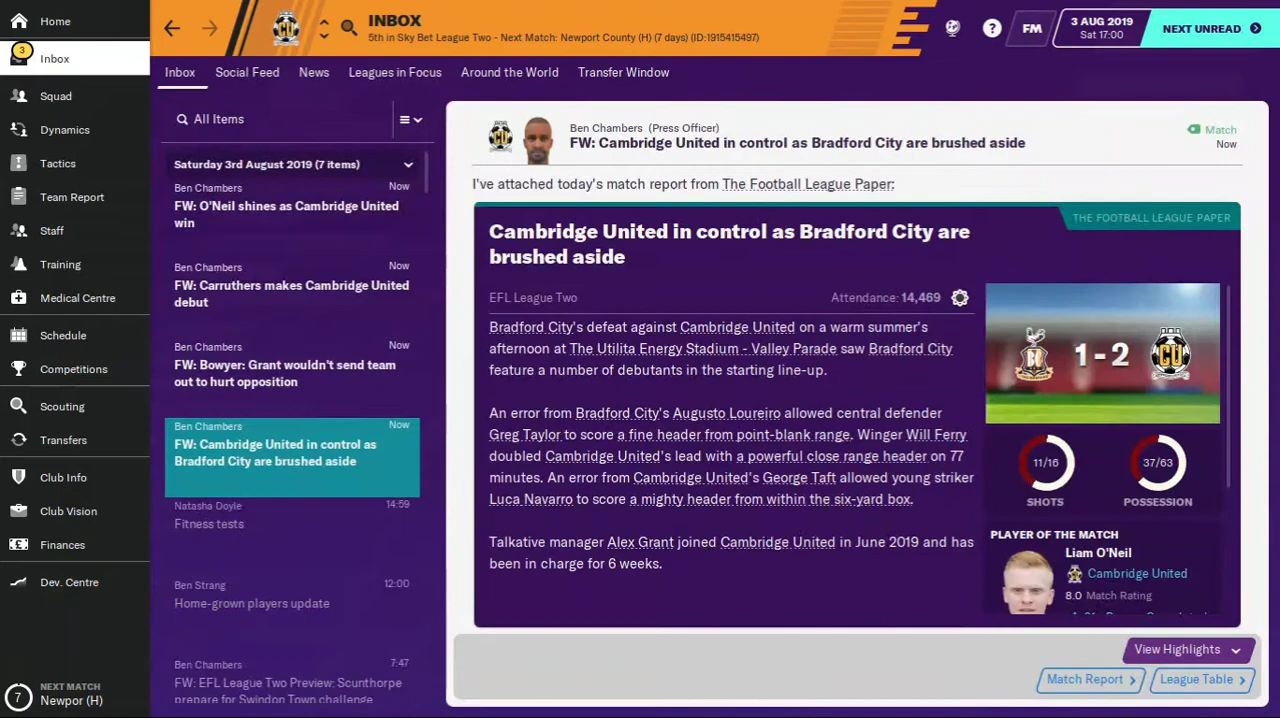 Home
3
Inbox
Squad
Dynamics
Tactics
Team Report
Staff
Training
Medical Centre
Schedule
Competitions
Scouting
Transfers
Club Info
Club Vision
Finances
Dev. Centre
7
NEXT MATCH
Newpor (H)
CU
INBOX
5th in Sky Bet League Two - Next Match: Newport County (H) (7 days) (ID:1915415497)
?
FM
3 AUG 2019
Sat 17:00
NEXT UNREAD
Inbox
Social Feed
News
Leagues in Focus
Around the World
Transfer Window
All Items
Saturday 3rd August 2019 (7 items)
Ben Chambers
Now
FW: O'Neil shines as Cambridge United
win
Ben Chambers
Now
FW: Carruthers makes Cambridge United
debut
Ben Chambers
Now
FW: Bowyer: Grant wouldn't send team
out to hurt opposition
Ben Chambers
Now
FW: Cambridge United in control as
Bradford City are brushed aside
Natasha Doyle
14:59
Fitness tests
Ben Strang
12:00
Home-grown players update
Ben Chambers
7:47
FW: EFL League Two Preview: Scunthorpe
prepare for Swindon Town challenge
CU
Ben Chambers (Press Officer)
FW: Cambridge United in control as Bradford City are brushed aside
Match
Now
I've attached today's match report from The Football League Paper:
THE FOOTBALL LEAGUE PAPER
Cambridge United in control as Bradford City are
brushed aside
EFL League Two
Attendance: 14,469
Bradford City's defeat against Cambridge United on a warm summer's
afternoon at The Utilita Energy Stadium - Valley Parade saw Bradford City
feature a number of debutants in the starting line-up.
An error from Bradford City's Augusto Loureiro allowed central defender
Greg Taylor to score a fine header from point-blank range. Winger Will Ferry
doubled Cambridge United's lead with a powerful close range header on 77
minutes. An error from Cambridge United's George Taft allowed young striker
Luca Navarro to score a mighty header from within the six-yard box.
Talkative manager Alex Grant joined Cambridge United in June 2019 and has
been in charge for 6 weeks.
1 - 2
CU
11/16
SHOTS
37/63
POSSESSION
PLAYER OF THE MATCH
Liam O'Neil
Cambridge United
8.0 Match Rating
View Highlights
Match Report
League Table